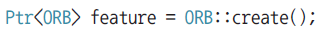 Ptr<ORB> feature = ORB::create();